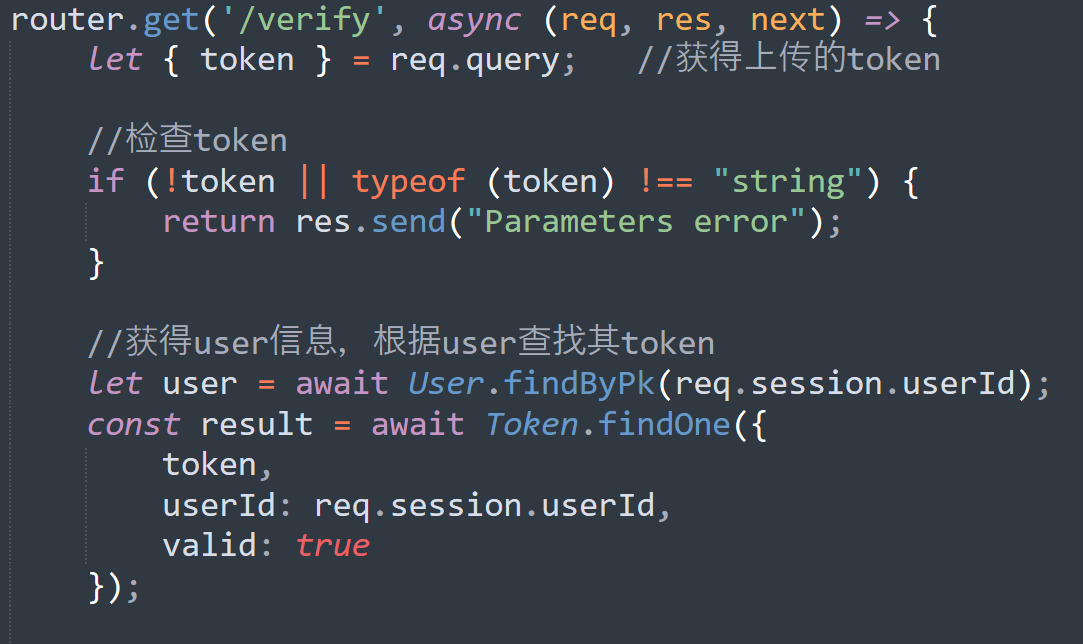 router.get('/verify', async (req, res, next) => {
    let { token } = req.query;   //获得上传的token

    //检查token
    if (!token || typeof (token) !== "string") {
        return res.send("Parameters error");
    }

    //获得user信息，根据user查找其token
    let user = await User.findByPk(req.session.userId);
    const result = await Token.findOne({
        token,
        userId: req.session.userId,
        valid: true
    });